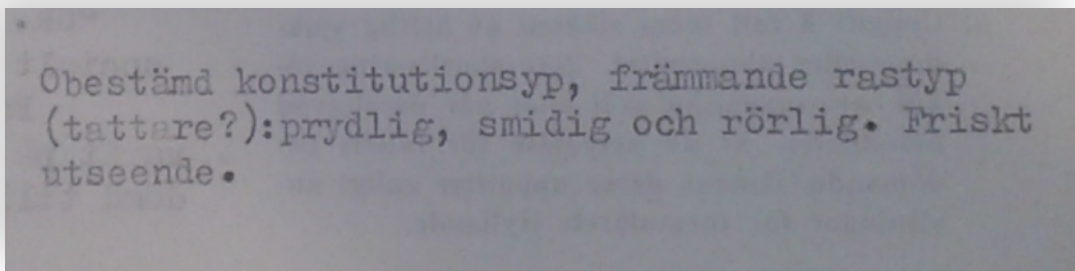 Obestämd konstitutionsyp, främmande rastyp
(tattare?):prydlig, smidig och rörlig. Friskt
utseende.